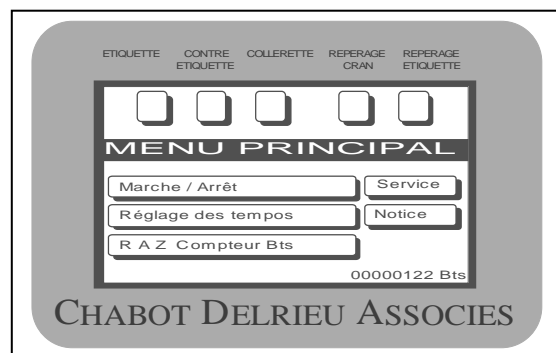 ETIQUETTE CONTRE ETIQUETTE COLLERETTE REPERAGE CRAN REPERAGE ETIQUETTE
MENU PRINCIPAL
Marche / Arrêt Service
Réglage des tempos Notice
R A Z Compteur Bts
00000122 Bts
CHABOT DELRIEU ASSOCIES